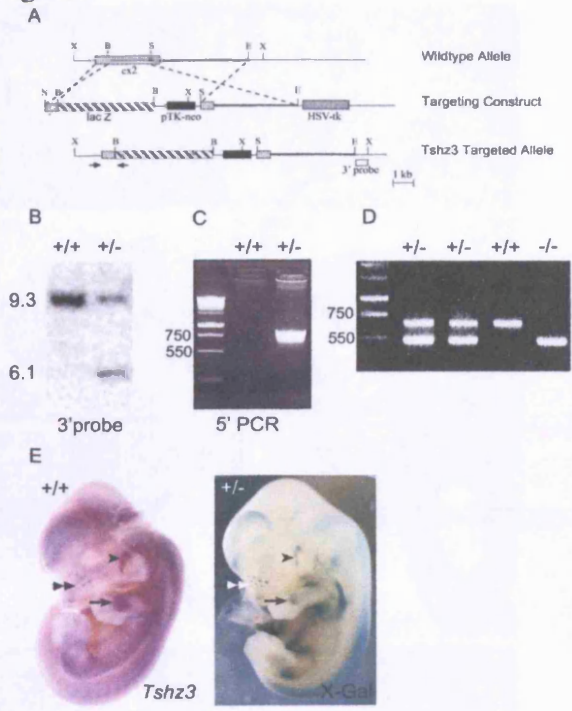 A
X B S E X
ex2
Wildtype Allele
S B B X S E
lac Z pTK-neo HSV-tk
Targeting Construct
X B B X S E X
Tshz3 Targeted Allele
3' probe
1 kb
B
+/+ +/-
9.3
6.1
3'probe
C
+/+ +/-
750
550
5' PCR
D
+/- +/- +/+ -/-
750
550
E
+/+
Tshz3
+/-
X-Gal